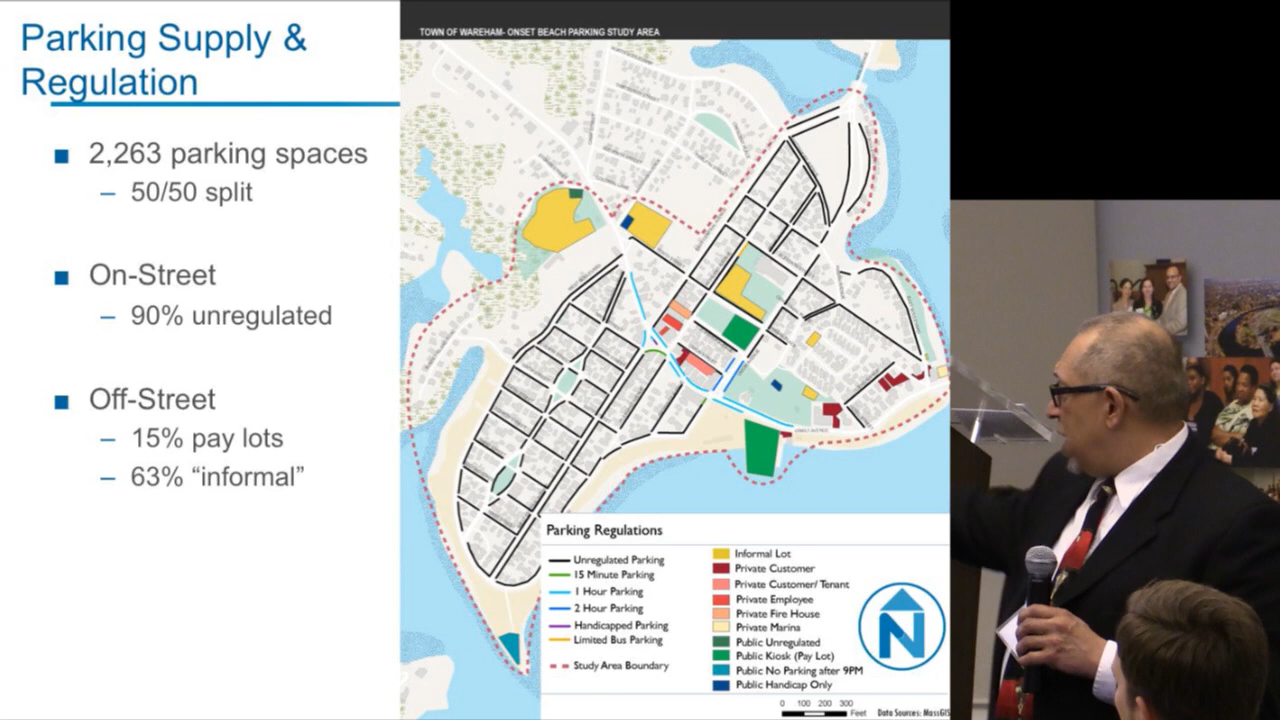 Parking Supply &
Regulation
■ 2,263 parking spaces
– 50/50 split
■ On-Street
– 90% unregulated
■ Off-Street
– 15% pay lots
– 63% “informal”
TOWN OF WAREHAM- ONSET BEACH PARKING STUDY AREA
Parking Regulations
Unregulated Parking
15 Minute Parking
1 Hour Parking
2 Hour Parking
Handicapped Parking
Limited Bus Parking
Study Area Boundary
Informal Lot
Private Customer
Private Customer/ Tenant
Private Employee
Private Fire House
Private Marina
Public Unregulated
Public Kiosk (Pay Lot)
Public No Parking after 9PM
Public Handicap Only
N
0 100 200 300
Feet
Data Sources: MassGIS